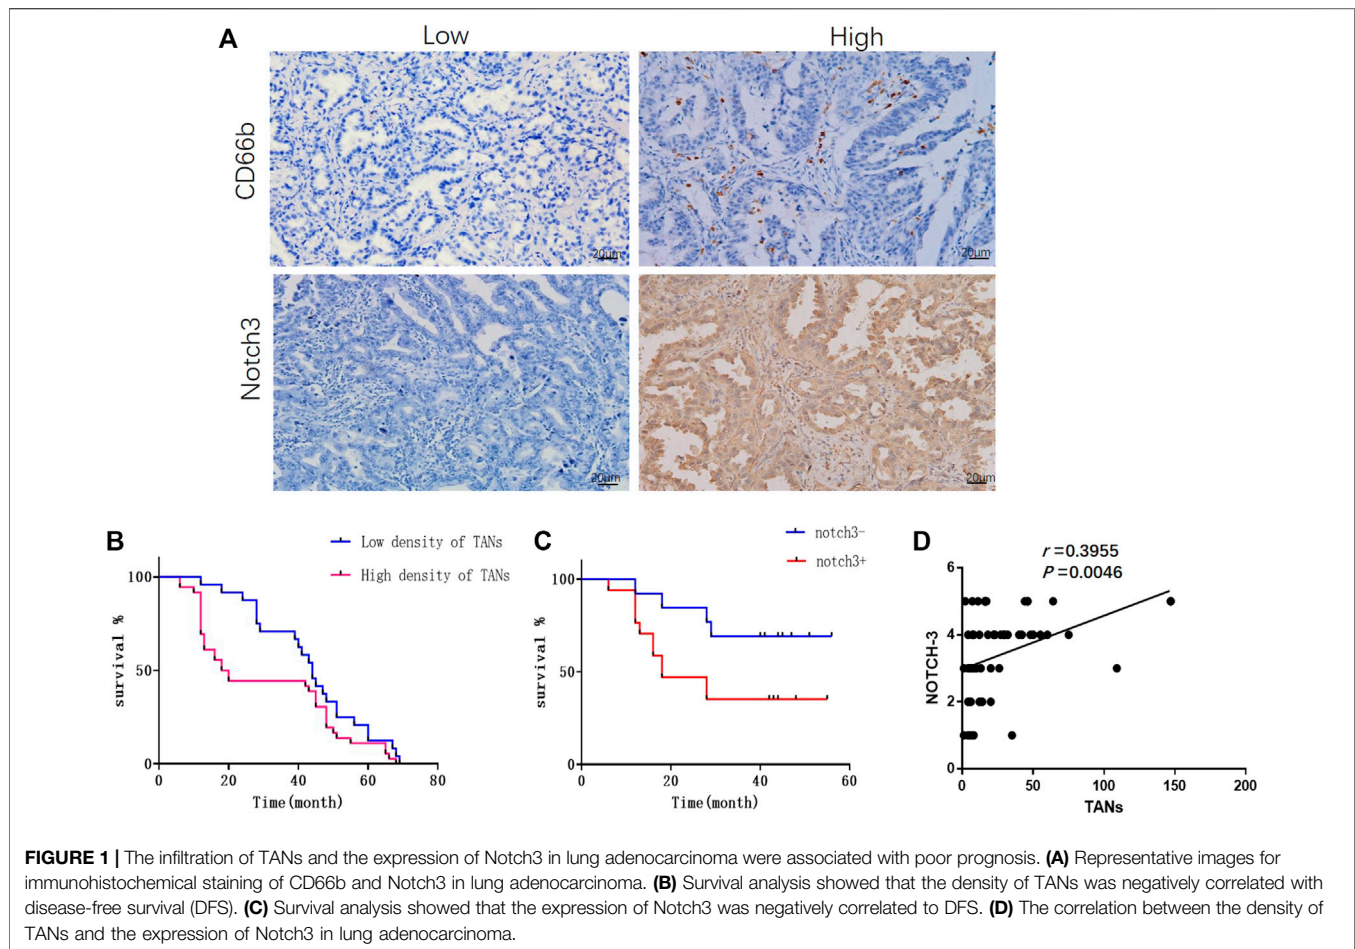 A
Low
High
CD66b
20μm
20μm
Notch3
20μm
20μm
B
Low density of TANs
High density of TANs
survival %
100
50
0
0 20 40 60 80
Time(month)
C
notch3-
notch3+
survival %
100
50
0
0 20 40 60
Time(month)
D
r=0.3955
P=0.0046
NOTCH-3
6
4
2
0
0 50 100 150 200
TANs
FIGURE 1 | The infiltration of TANs and the expression of Notch3 in lung adenocarcinoma were associated with poor prognosis. (A) Representative images for
immunohistochemical staining of CD66b and Notch3 in lung adenocarcinoma. (B) Survival analysis showed that the density of TANs was negatively correlated with
disease-free survival (DFS). (C) Survival analysis showed that the expression of Notch3 was negatively correlated to DFS. (D) The correlation between the density of
TANs and the expression of Notch3 in lung adenocarcinoma.